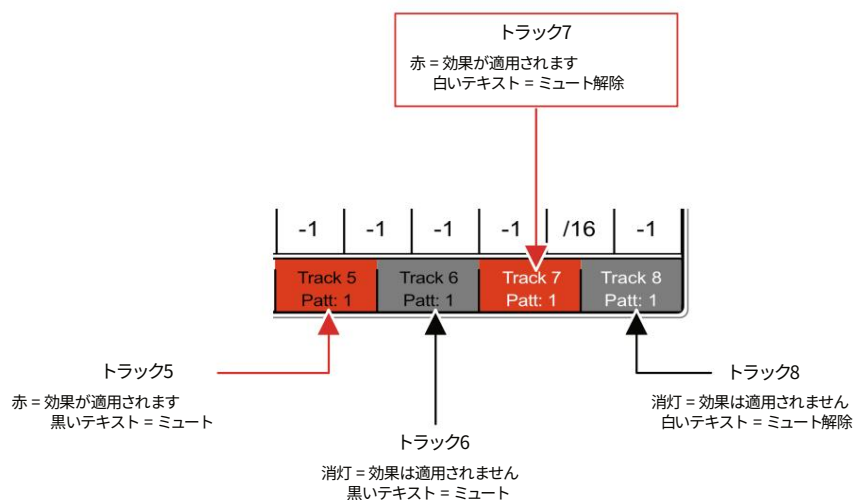 トラック7
赤 = 効果が適用されます
白いテキスト = ミュート解除
-1 -1 -1 -1 /16 -1
Track 5 Track 6 Track 7 Track 8
Patt: 1 Patt: 1 Patt: 1 Patt: 1
トラック5
赤 = 効果が適用されます
黒いテキスト = ミュート
トラック8
消灯 = 効果は適用されません
白いテキスト = ミュート解除
トラック6
消灯 = 効果は適用されません
黒いテキスト = ミュート